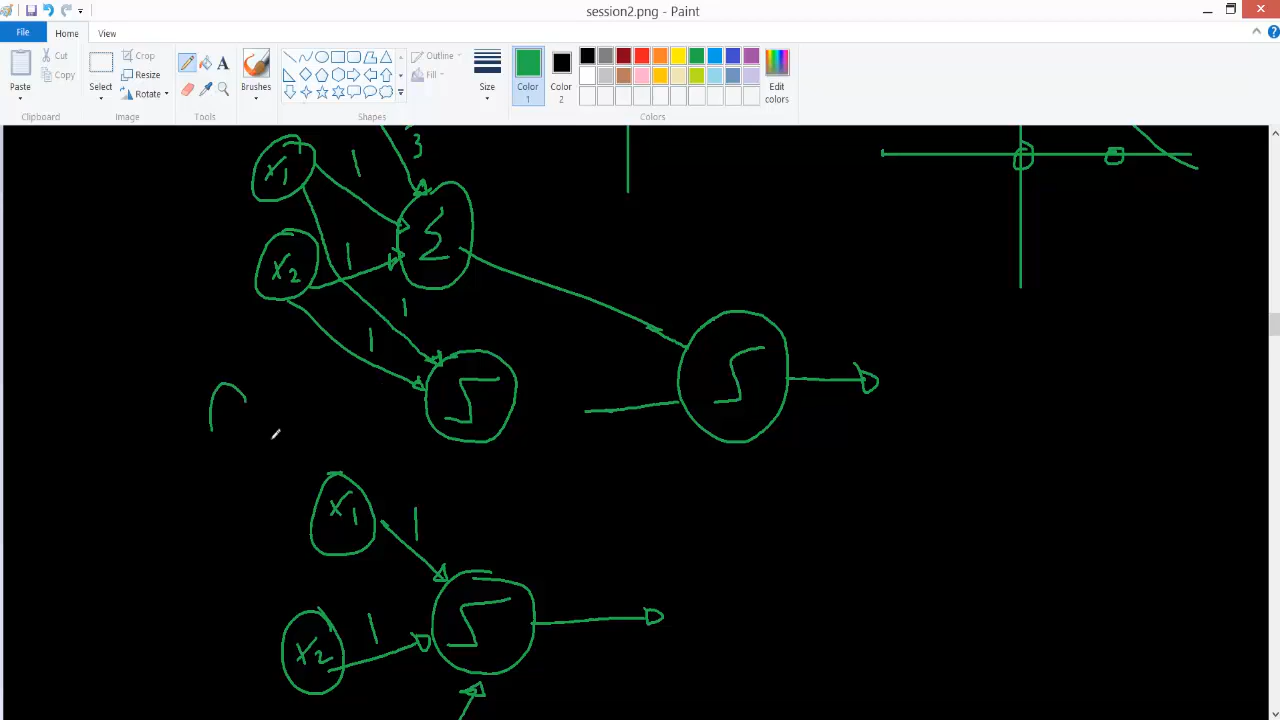 session2.png - Paint
File
Home
View
Paste
Cut
Copy
Clipboard
Select
Crop
Resize
Rotate
Image
A
Tools
Brushes
Outline
Fill
Shapes
Size
Color 1
Color 2
Edit colors
Colors
3
x1
1
Σ
x2
1
1
1
x1
1
x2
1